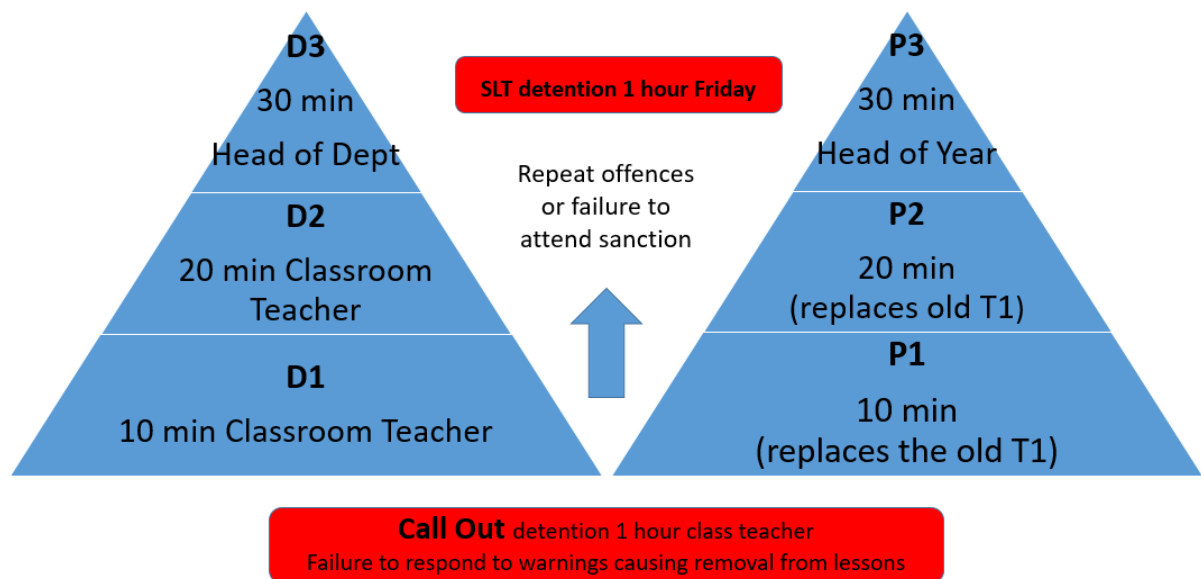 D3
30 min
Head of Dept
D2
20 min Classroom
Teacher
D1
10 min Classroom Teacher
SLT detention 1 hour Friday
Repeat offences
or failure to
attend sanction
P3
30 min
Head of Year
P2
20 min
(replaces old T1)
P1
10 min
(replaces the old T1)
Call Out detention 1 hour class teacher
Failure to respond to warnings causing removal from lessons